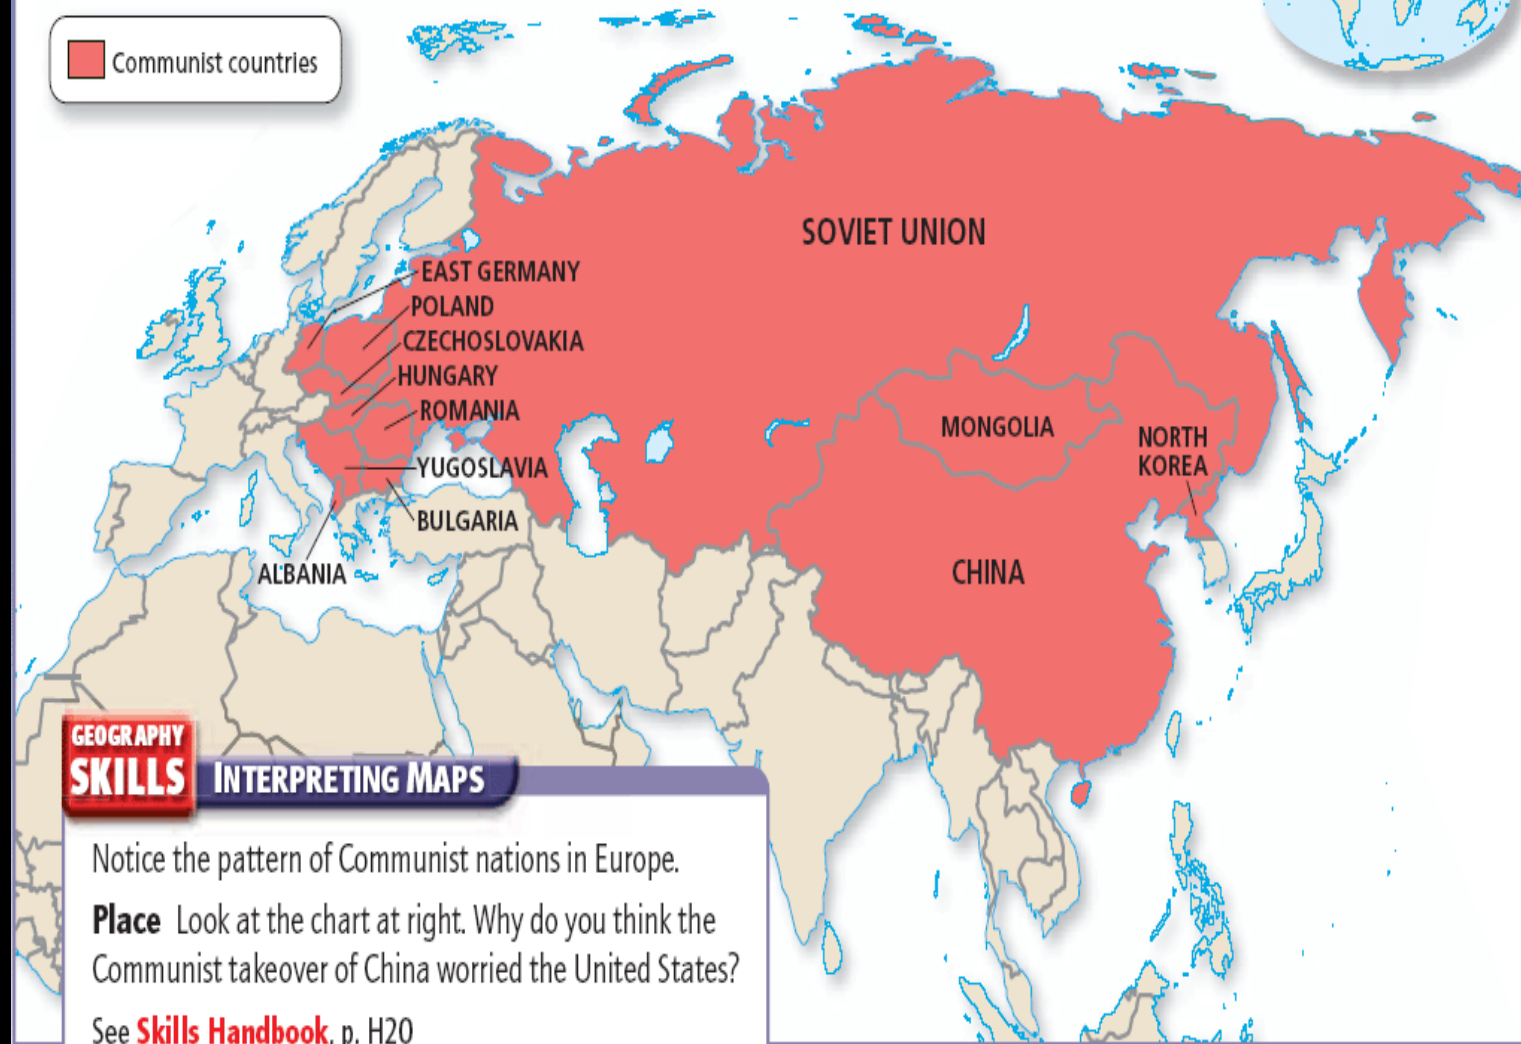 Communist countries
SOVIET UNION
EAST GERMANY
POLAND
CZECHOSLOVAKIA
HUNGARY
ROMANIA
YUGOSLAVIA
BULGARIA
ALBANIA
MONGOLIA
NORTH
KOREA
CHINA
GEOGRAPHY
SKILLS
INTERPRETING MAPS
Notice the pattern of Communist nations in Europe.
Place Look at the chart at right. Why do you think the
Communist takeover of China worried the United States?
See Skills Handbook, p. H20